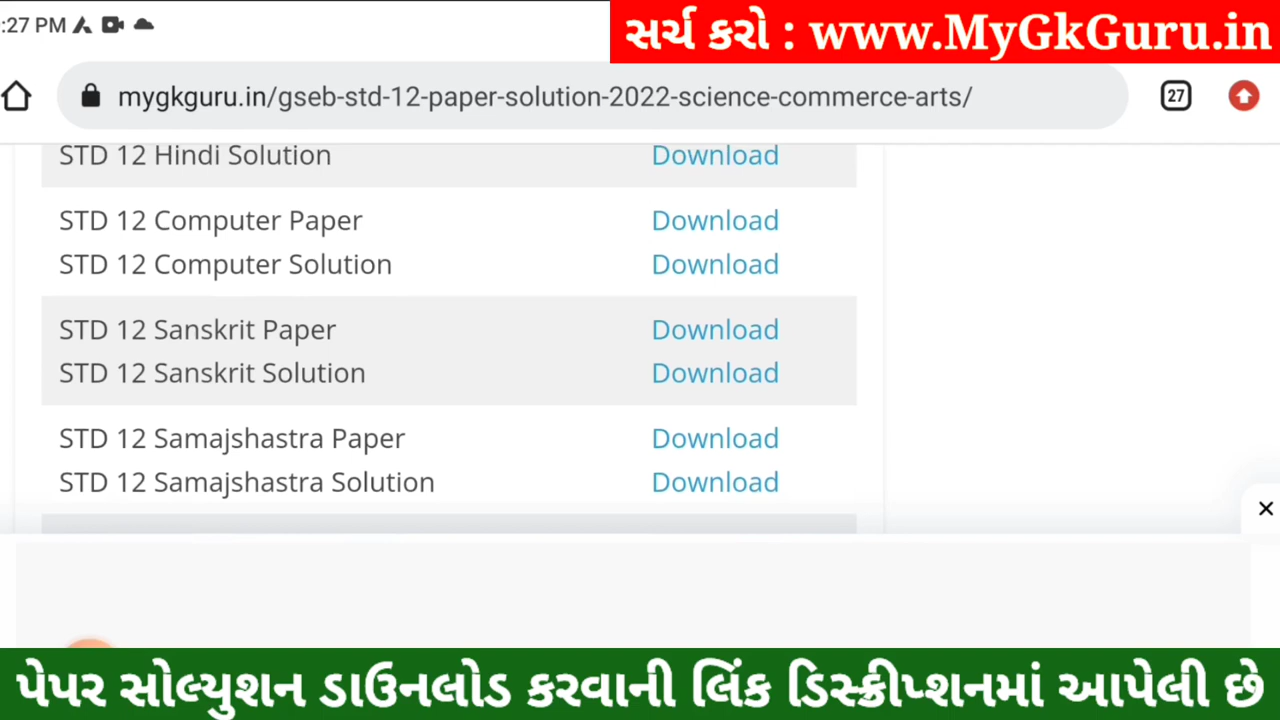 :27 PM
સર્ચ કરો : www.MyGkGuru.in
mygkguru.in/gseb-std-12-paper-solution-2022-science-commerce-arts/
27
STD 12 Hindi Solution Download
STD 12 Computer Paper Download
STD 12 Computer Solution Download
STD 12 Sanskrit Paper Download
STD 12 Sanskrit Solution Download
STD 12 Samajshastra Paper Download
STD 12 Samajshastra Solution Download
પેપર સોલ્યુશન ડાઉનલોડ કરવાની લિંક ડિસ્ક્રીપ્શનમાં આપેલી છે